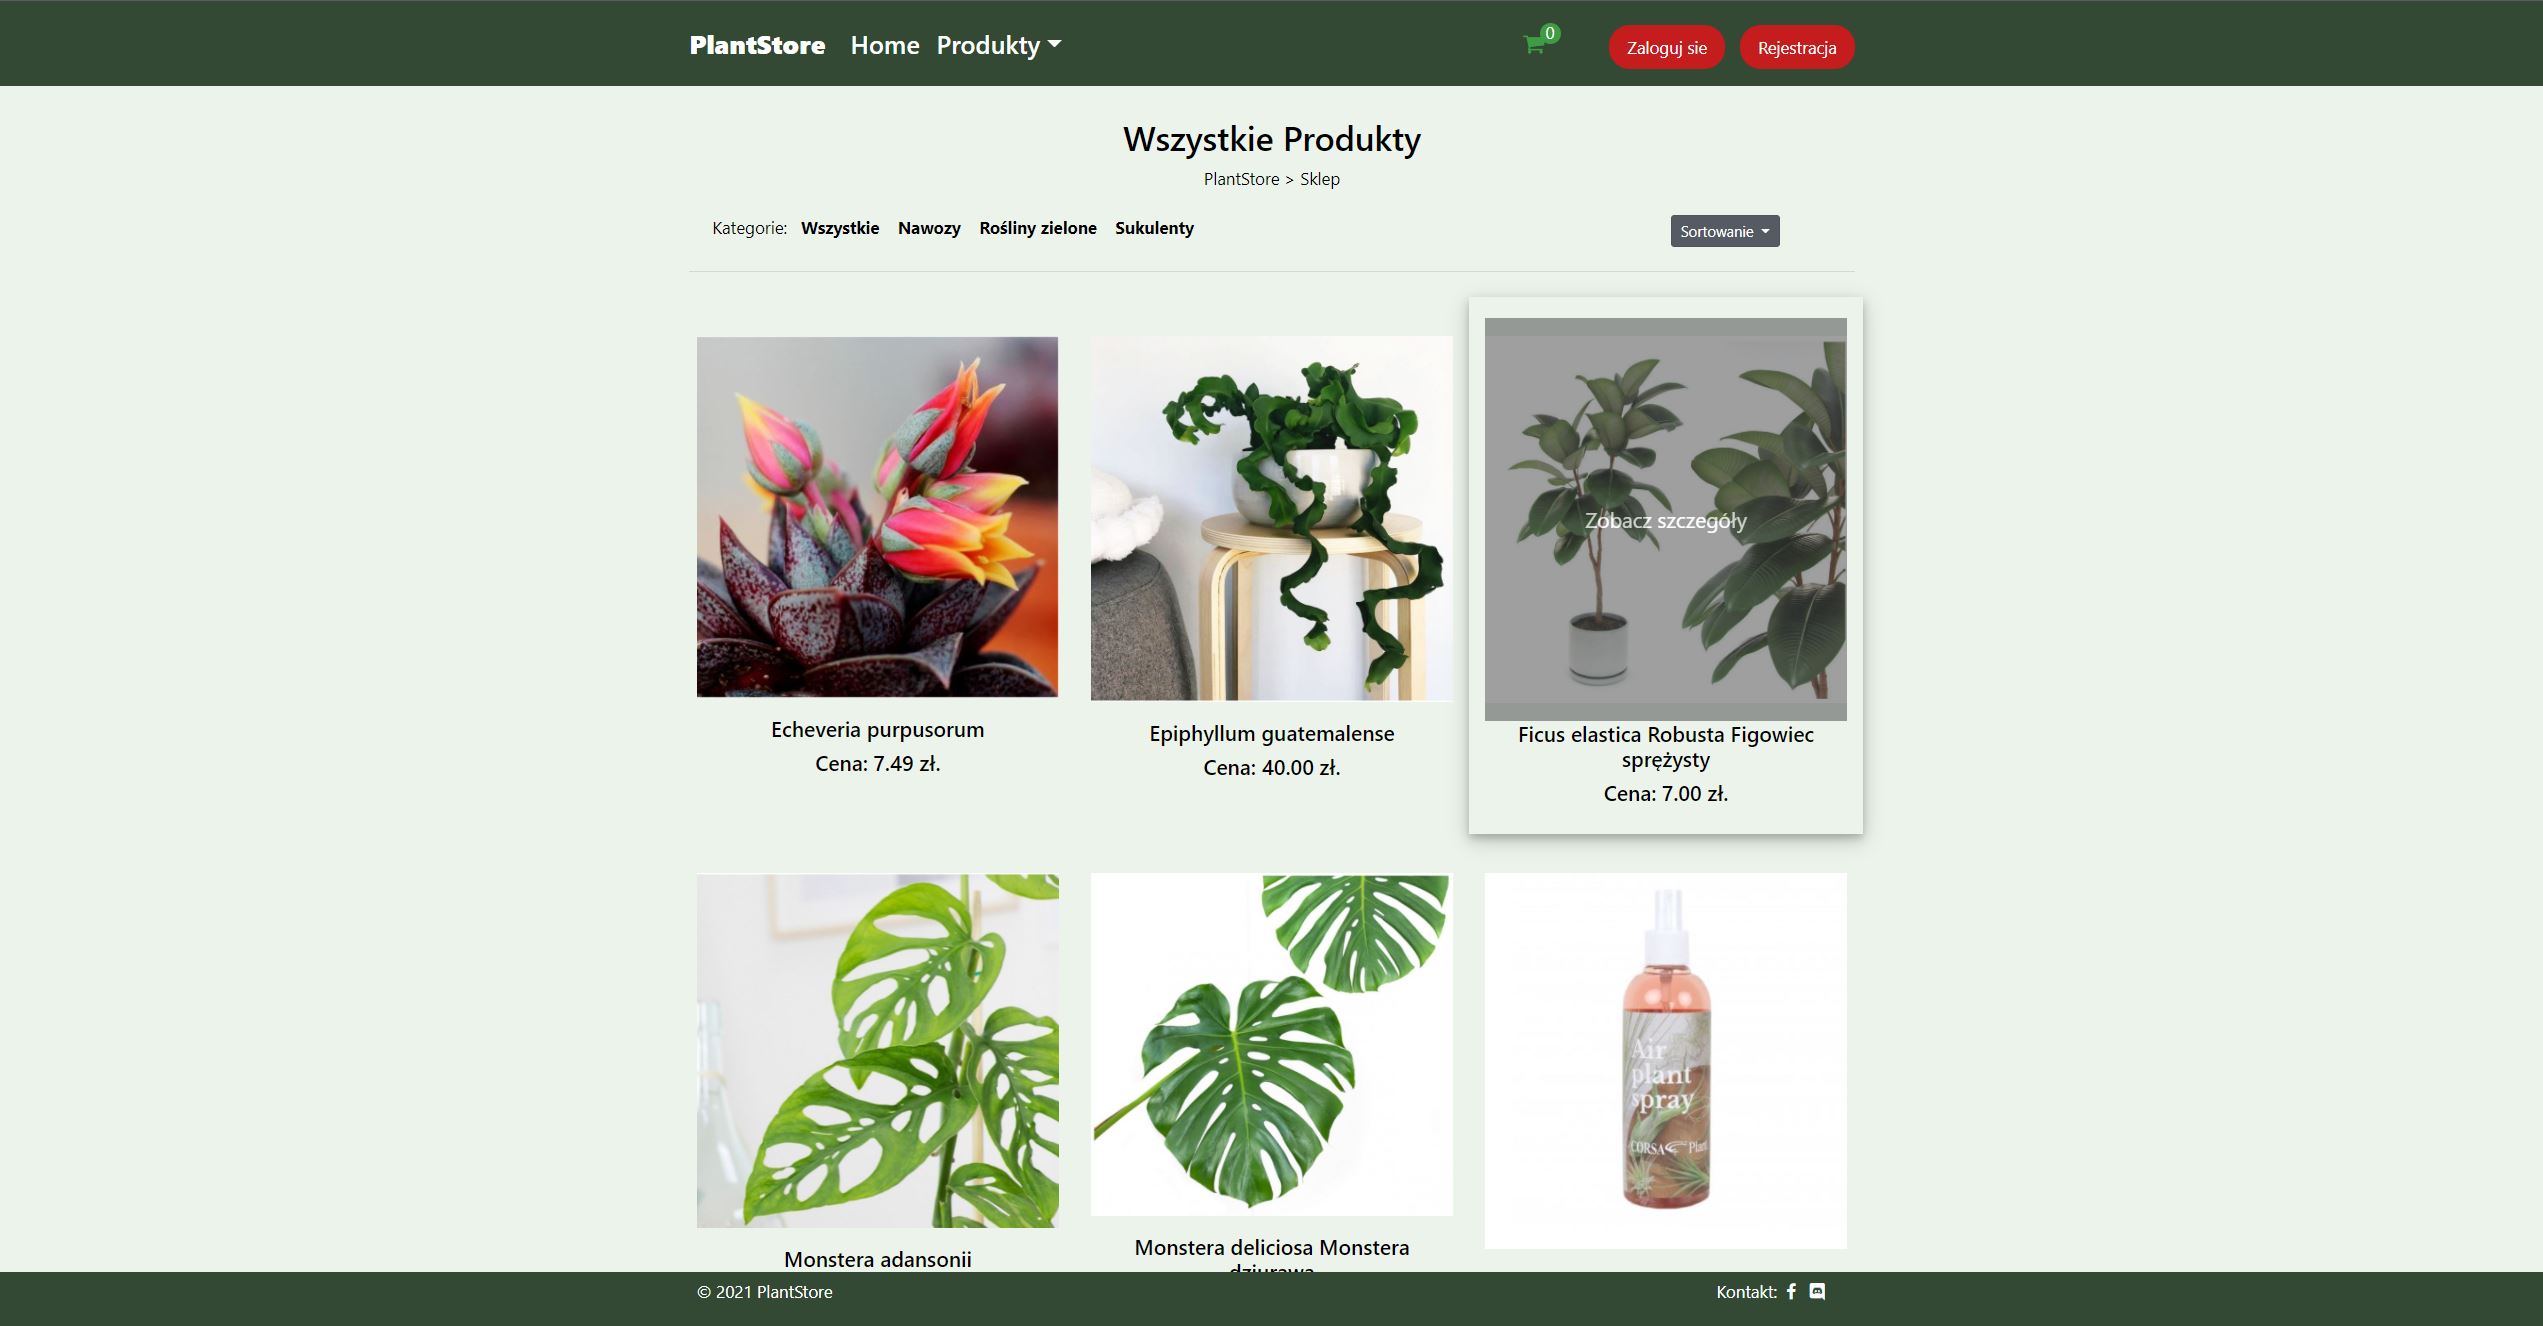 PlantStore Home Produkty 0 Zaloguj sie Rejestracja
Wszystkie Produkty
PlantStore > Sklep
Kategorie: Wszystkie Nawozy Rośliny zielone Sukulenty Sortowanie
Zobacz szczegóły
Echeveria purpusorum
Cena: 7.49 zł.
Epiphyllum guatemalense
Cena: 40.00 zł.
Ficus elastica Robusta Figowiec
sprężysty
Cena: 7.00 zł.
Air
plant
spray
CORSA Plant
Monstera adansonii
Monstera deliciosa Monstera
dziurawa
© 2021 PlantStore Kontakt: